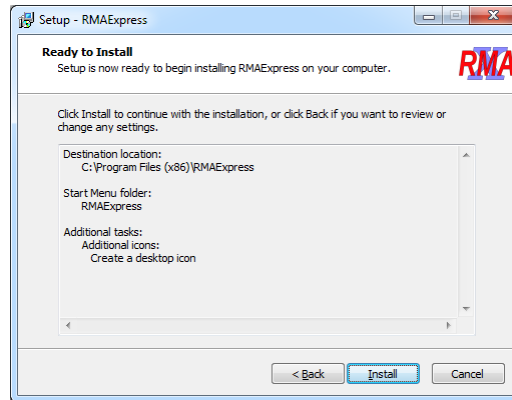 Setup - RMAExpress
Ready to Install
Setup is now ready to begin installing RMAExpress on your computer.
RMA
Click Install to continue with the installation, or click Back if you want to review or
change any settings.
Destination location:
C:\Program Files (x86)\RMAExpress
Start Menu folder:
RMAExpress
Additional tasks:
Additional icons:
Create a desktop icon
< Back
Install
Cancel